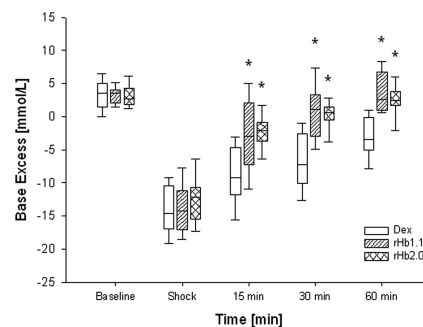 15
10
5
0
-5
-10
-15
-20
-25
Base Excess [mmol/L]
* * * * * *
Dex
rHb1.1
rHb2.0
Baseline Shock 15 min 30 min 60 min
Time [min]